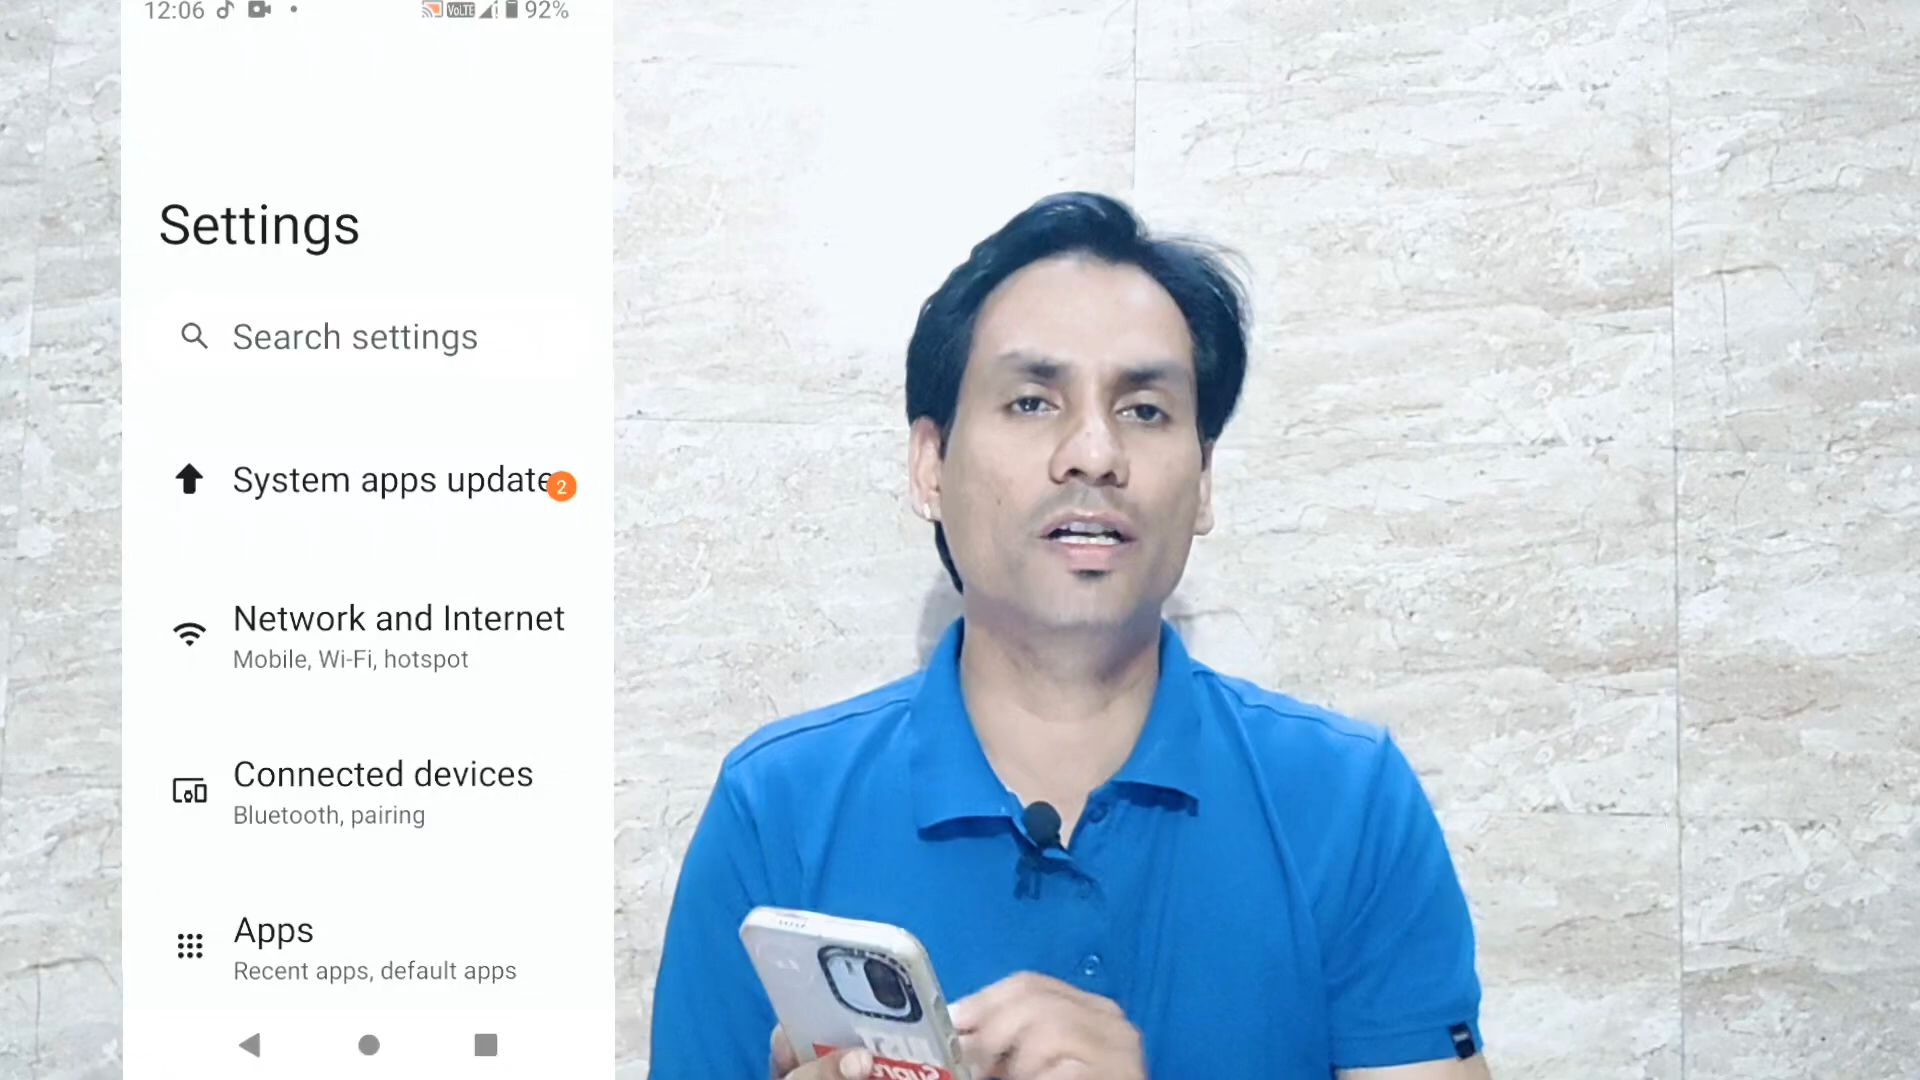 12:06 VoLTE 92%
Settings
Search settings
System apps update 2
Network and Internet
Mobile, Wi-Fi, hotspot
Connected devices
Bluetooth, pairing
Apps
Recent apps, default apps